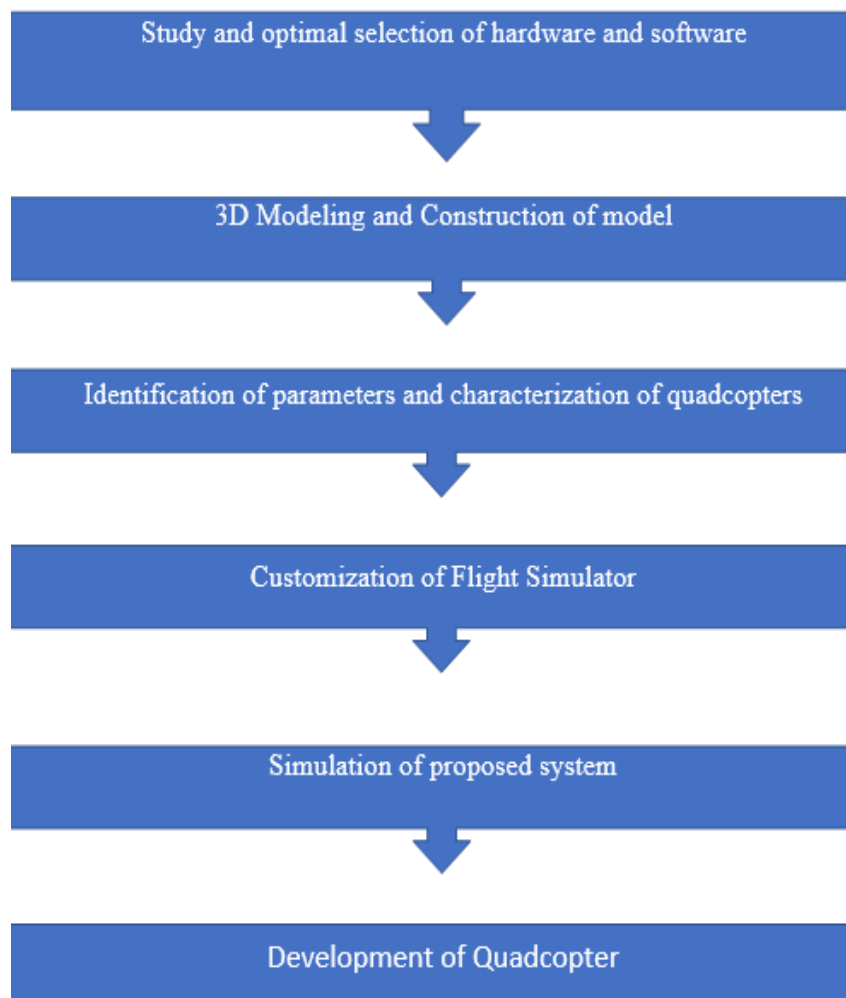 Study and optimal selection of hardware and software
3D Modeling and Construction of model
Identification of parameters and characterization of quadcopters
Customization of Flight Simulator
Simulation of proposed system
Development of Quadcopter